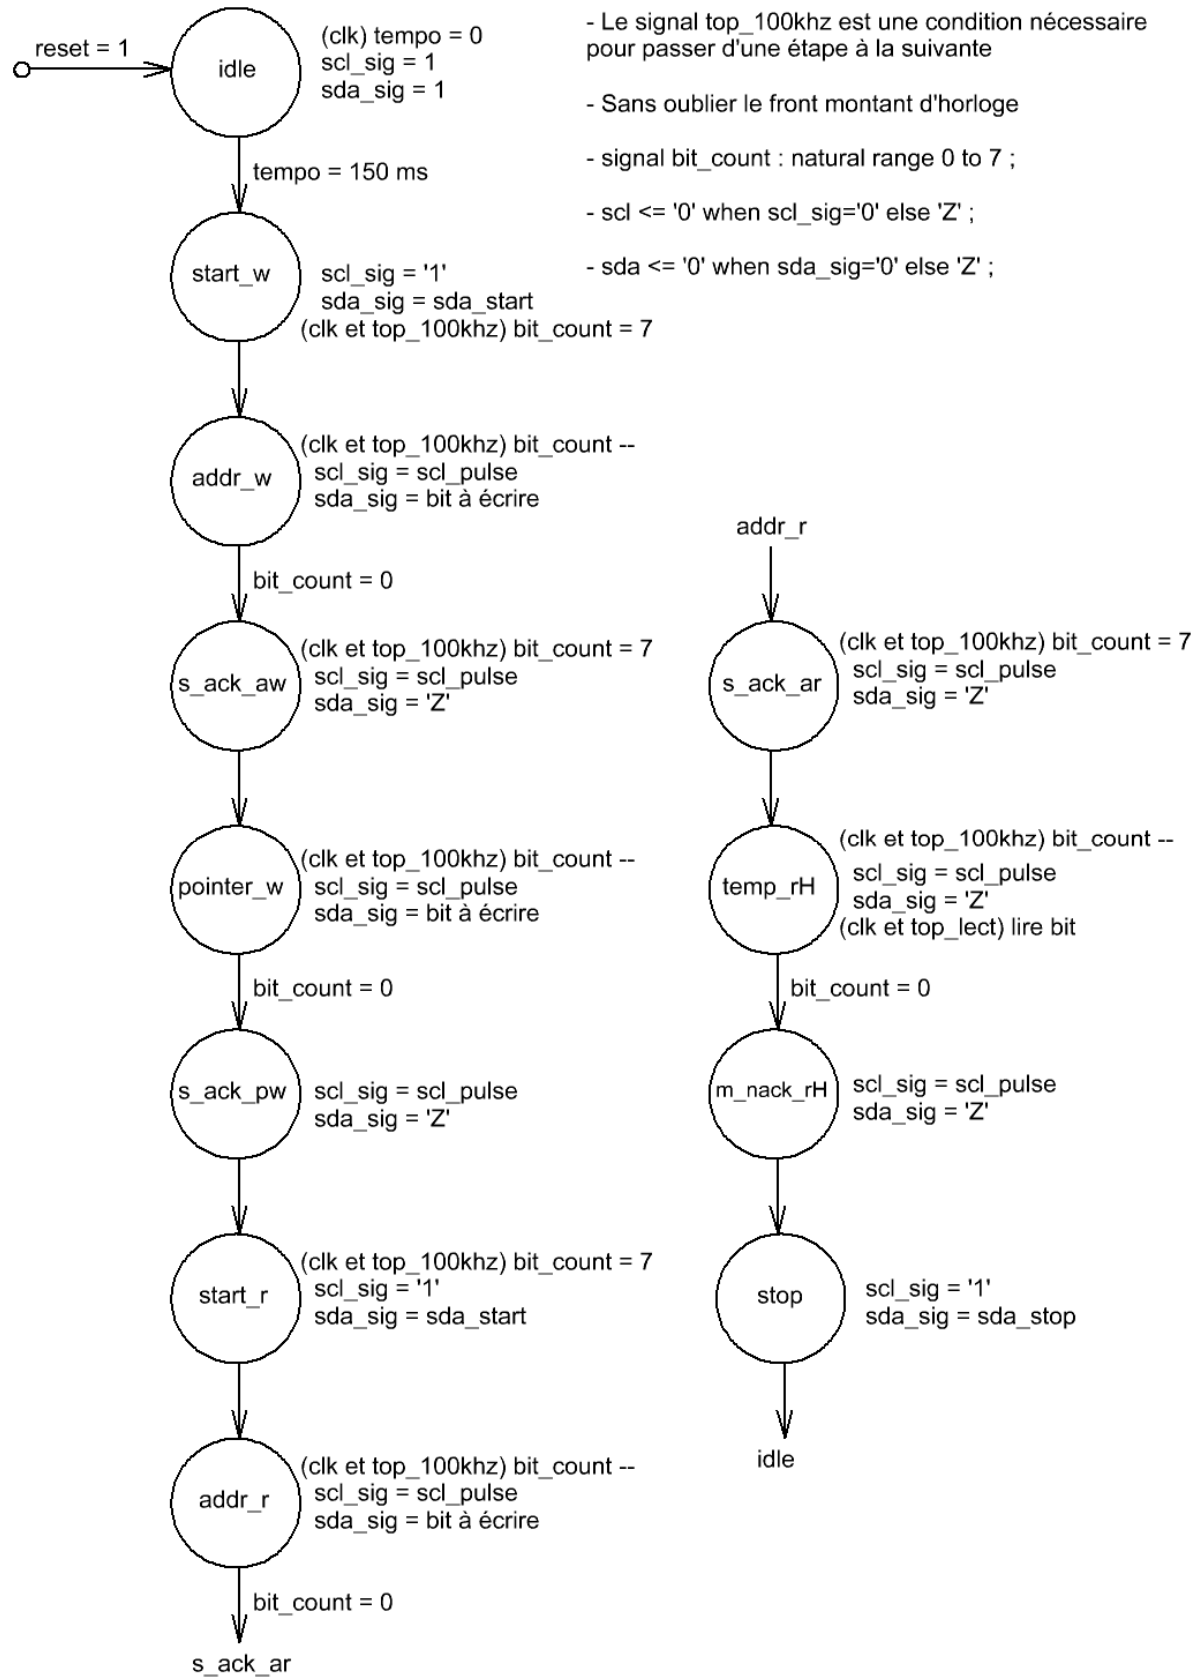 reset = 1
idle
(clk) tempo = 0
scl_sig = 1
sda_sig = 1
tempo = 150 ms
- Le signal top_100khz est une condition nécessaire
pour passer d'une étape à la suivante
- Sans oublier le front montant d'horloge
- signal bit_count : natural range 0 to 7 ;
- scl <= '0' when scl_sig='0' else 'Z' ;
- sda <= '0' when sda_sig='0' else 'Z' ;
start_w
scl_sig = '1'
sda_sig = sda_start
(clk et top_100khz) bit_count = 7
addr_w
(clk et top_100khz) bit_count --
scl_sig = scl_pulse
sda_sig = bit à écrire
bit_count = 0
s_ack_aw
(clk et top_100khz) bit_count = 7
scl_sig = scl_pulse
sda_sig = 'Z'
pointer_w
(clk et top_100khz) bit_count --
scl_sig = scl_pulse
sda_sig = bit à écrire
bit_count = 0
s_ack_pw
scl_sig = scl_pulse
sda_sig = 'Z'
start_r
(clk et top_100khz) bit_count = 7
scl_sig = '1'
sda_sig = sda_start
addr_r
(clk et top_100khz) bit_count --
scl_sig = scl_pulse
sda_sig = bit à écrire
bit_count = 0
s_ack_ar
addr_r
s_ack_ar
(clk et top_100khz) bit_count = 7
scl_sig = scl_pulse
sda_sig = 'Z'
temp_rH
(clk et top_100khz) bit_count --
scl_sig = scl_pulse
sda_sig = 'Z'
(clk et top_lect) lire bit
bit_count = 0
m_nack_rH
scl_sig = scl_pulse
sda_sig = 'Z'
stop
scl_sig = '1'
sda_sig = sda_stop
idle